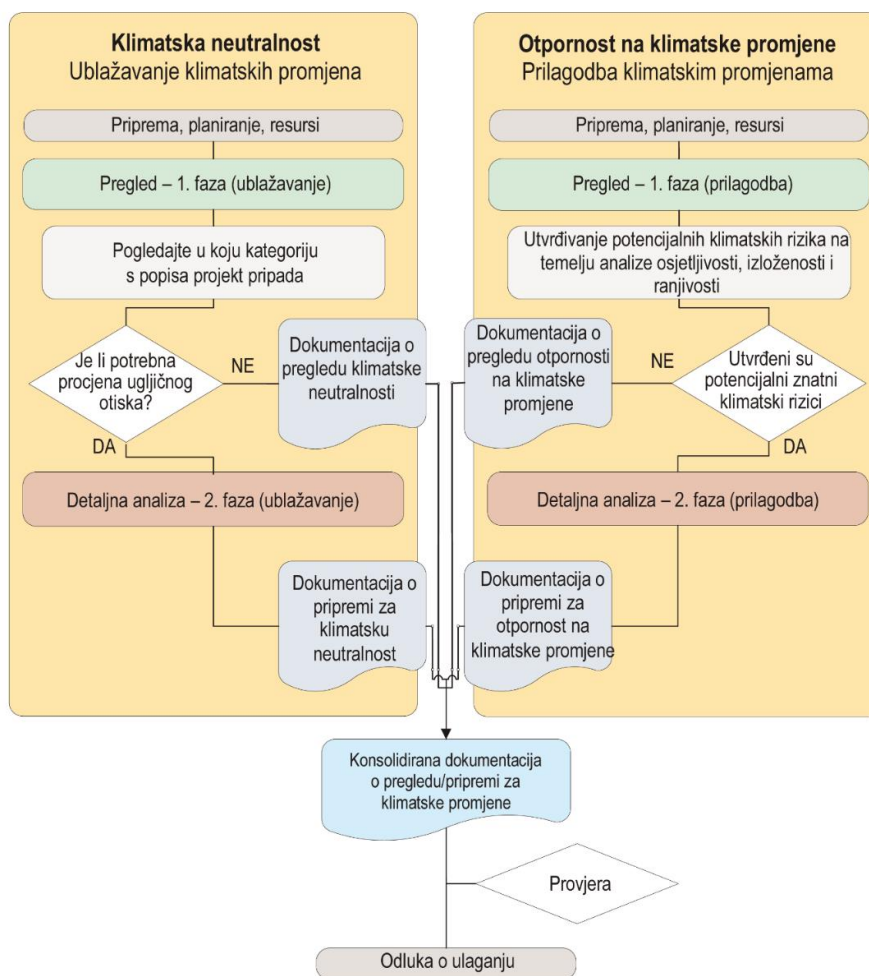 Klimatska neutralnost
Ublažavanje klimatskih promjena
Priprema, planiranje, resursi
Pregled – 1. faza (ublažavanje)
Pogledajte u koju kategoriju
s popisa projekt pripada
Je li potrebna
procjena ugljičnog
otiska?
NE
Dokumentacija o
pregledu klimatske
neutralnosti
DA
Detaljna analiza – 2. faza (ublažavanje)
Dokumentacija o
pripremi za
klimatsku
neutralnost
Otpornost na klimatske promjene
Prilagodba klimatskim promjenama
Priprema, planiranje, resursi
Pregled – 1. faza (prilagodba)
Utvrđivanje potencijalnih klimatskih rizika na
temelju analize osjetljivosti, izloženosti i
ranjivosti
Dokumentacija o
pregledu otpornosti
na klimatske
promjene
NE
Utvrđeni su
potencijalni znatni
klimatski rizici
DA
Detaljna analiza – 2. faza (prilagodba)
Dokumentacija o
pripremi za
otpornost na
klimatske promjene
Konsolidirana dokumentacija
o pregledu/pripremi za
klimatske promjene
Provjera
Odluka o ulaganju